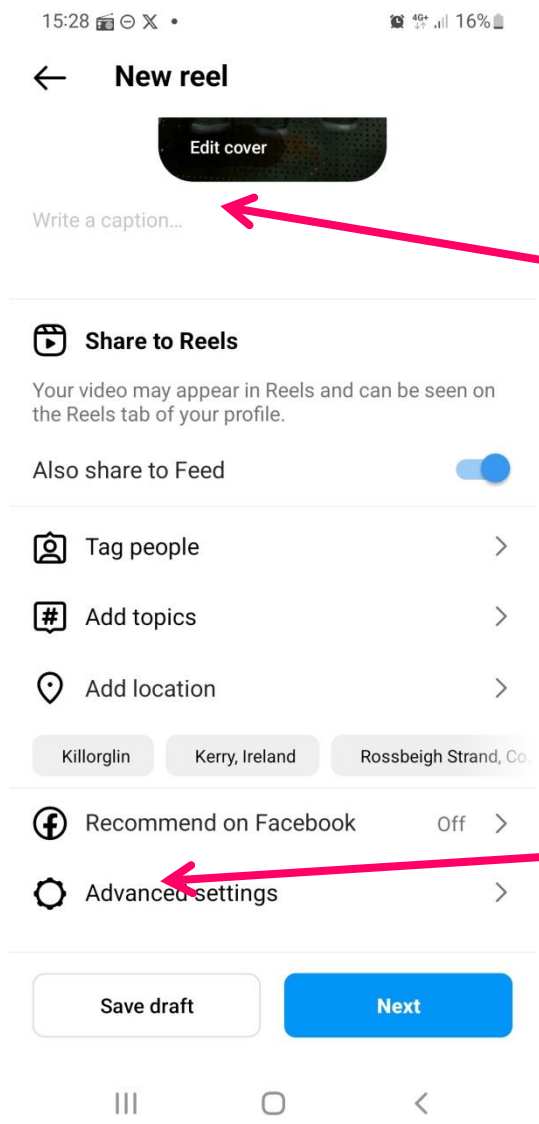 15:28
4G+ 16%
New reel
Edit cover
Write a caption...
Share to Reels
Your video may appear in Reels and can be seen on
the Reels tab of your profile.
Also share to Feed
Tag people
# Add topics
Add location
Killorglin Kerry, Ireland Rossbeigh Strand, Co.
Recommend on Facebook Off
Advanced settings
Save draft Next